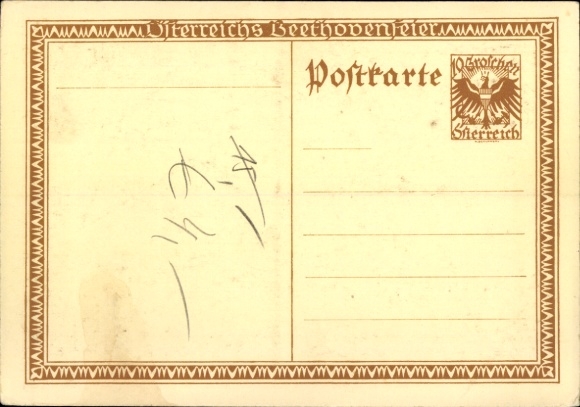 Österreichs Beethovenfeier
Postkarte
10 Groschen
Österreich